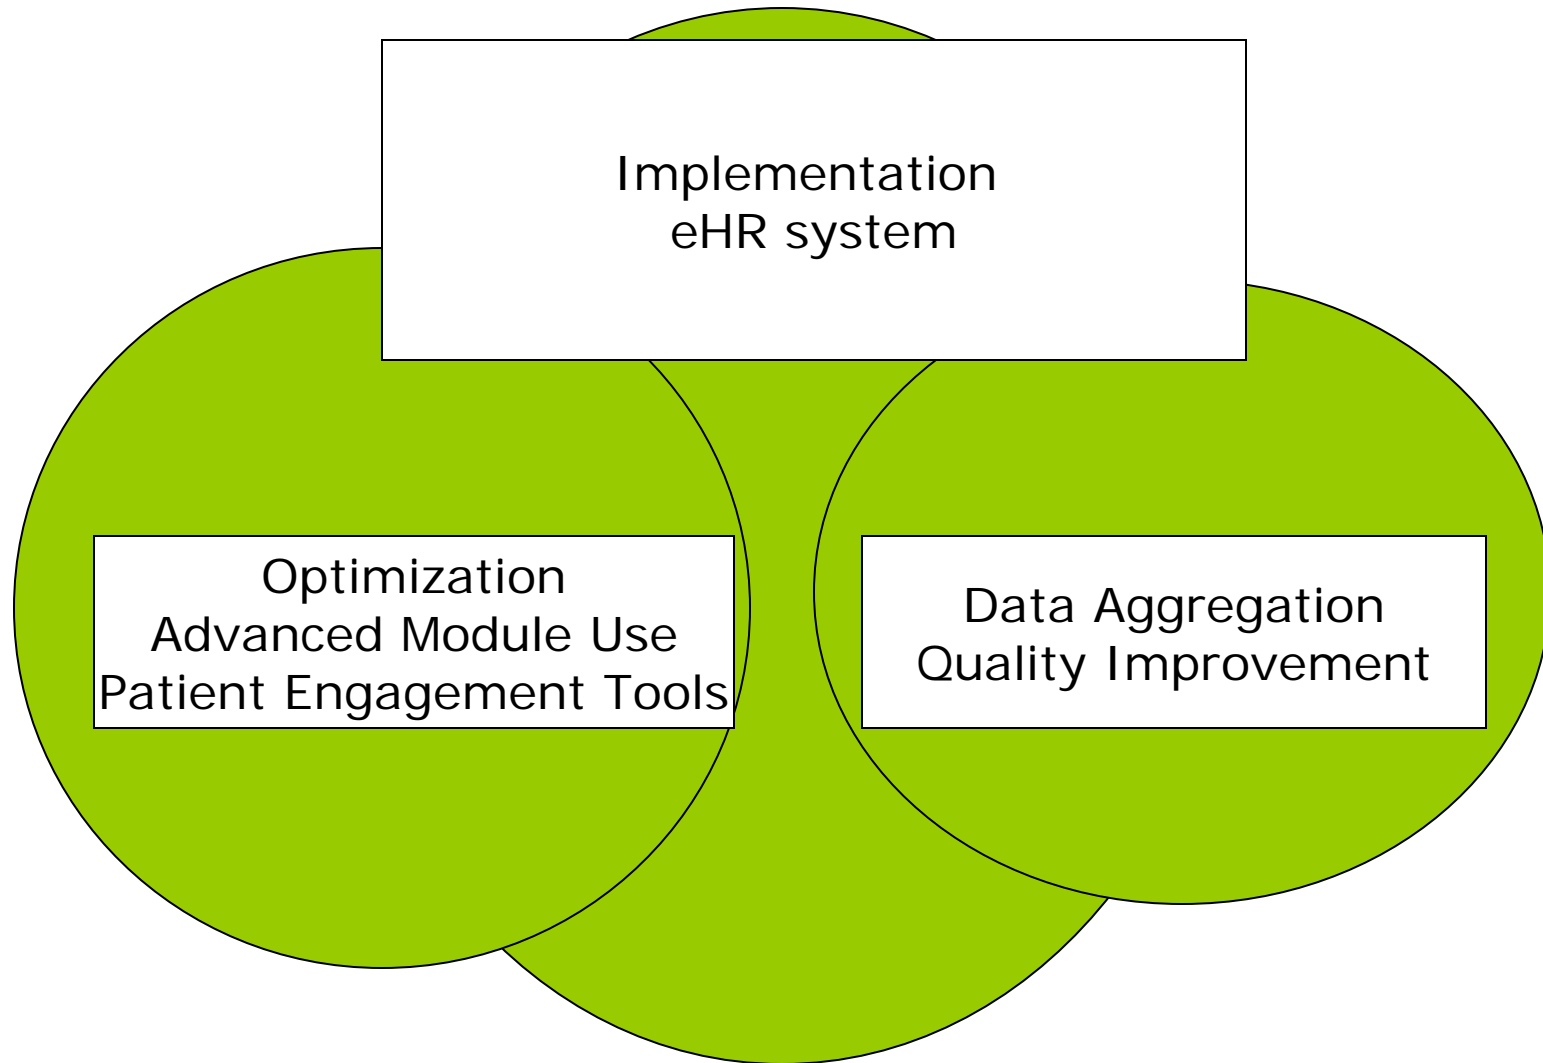 Implementation
eHR system
Optimization
Advanced Module Use
Patient Engagement Tools
Data Aggregation
Quality Improvement